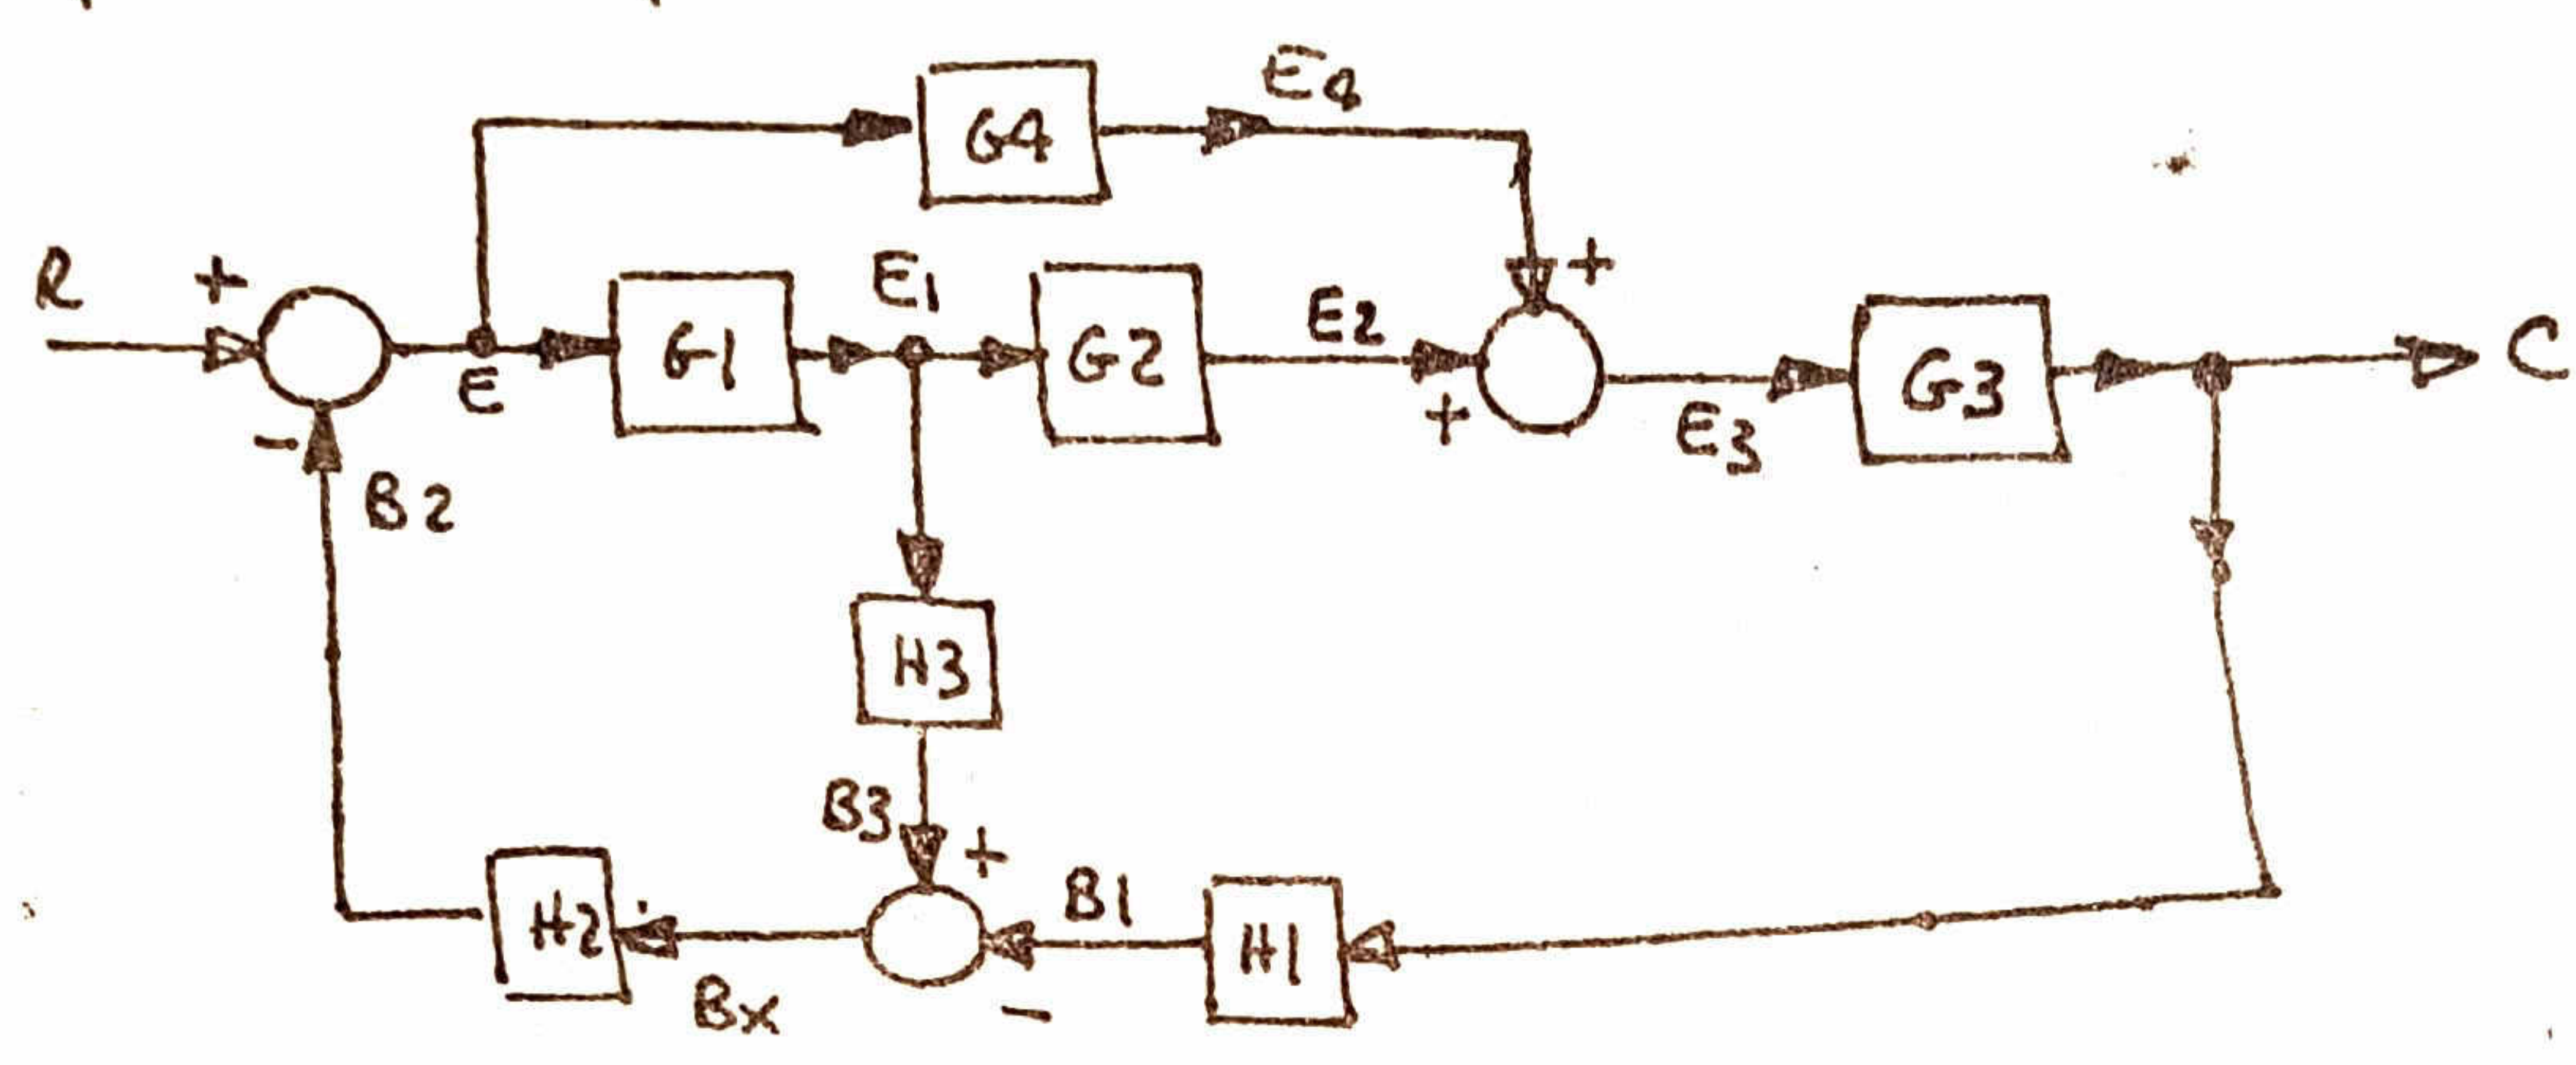 E4
G4
R + E G1 E1 G2 E2 + + E3 G3 C
- B2
H3
B3 +
H2 Bx - B1 H1